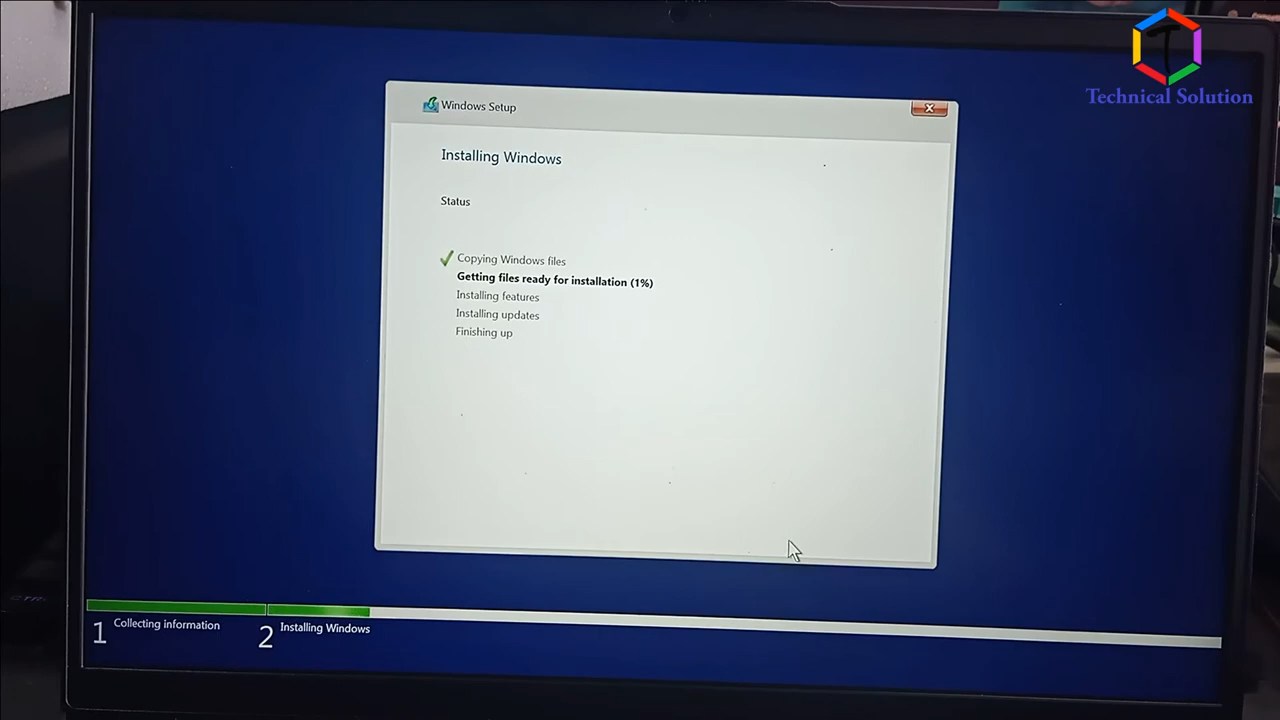 Technical Solution
Windows Setup
Installing Windows
Status
Copying Windows files
Getting files ready for installation (1%)
Installing features
Installing updates
Finishing up
1 Collecting information
2 Installing Windows